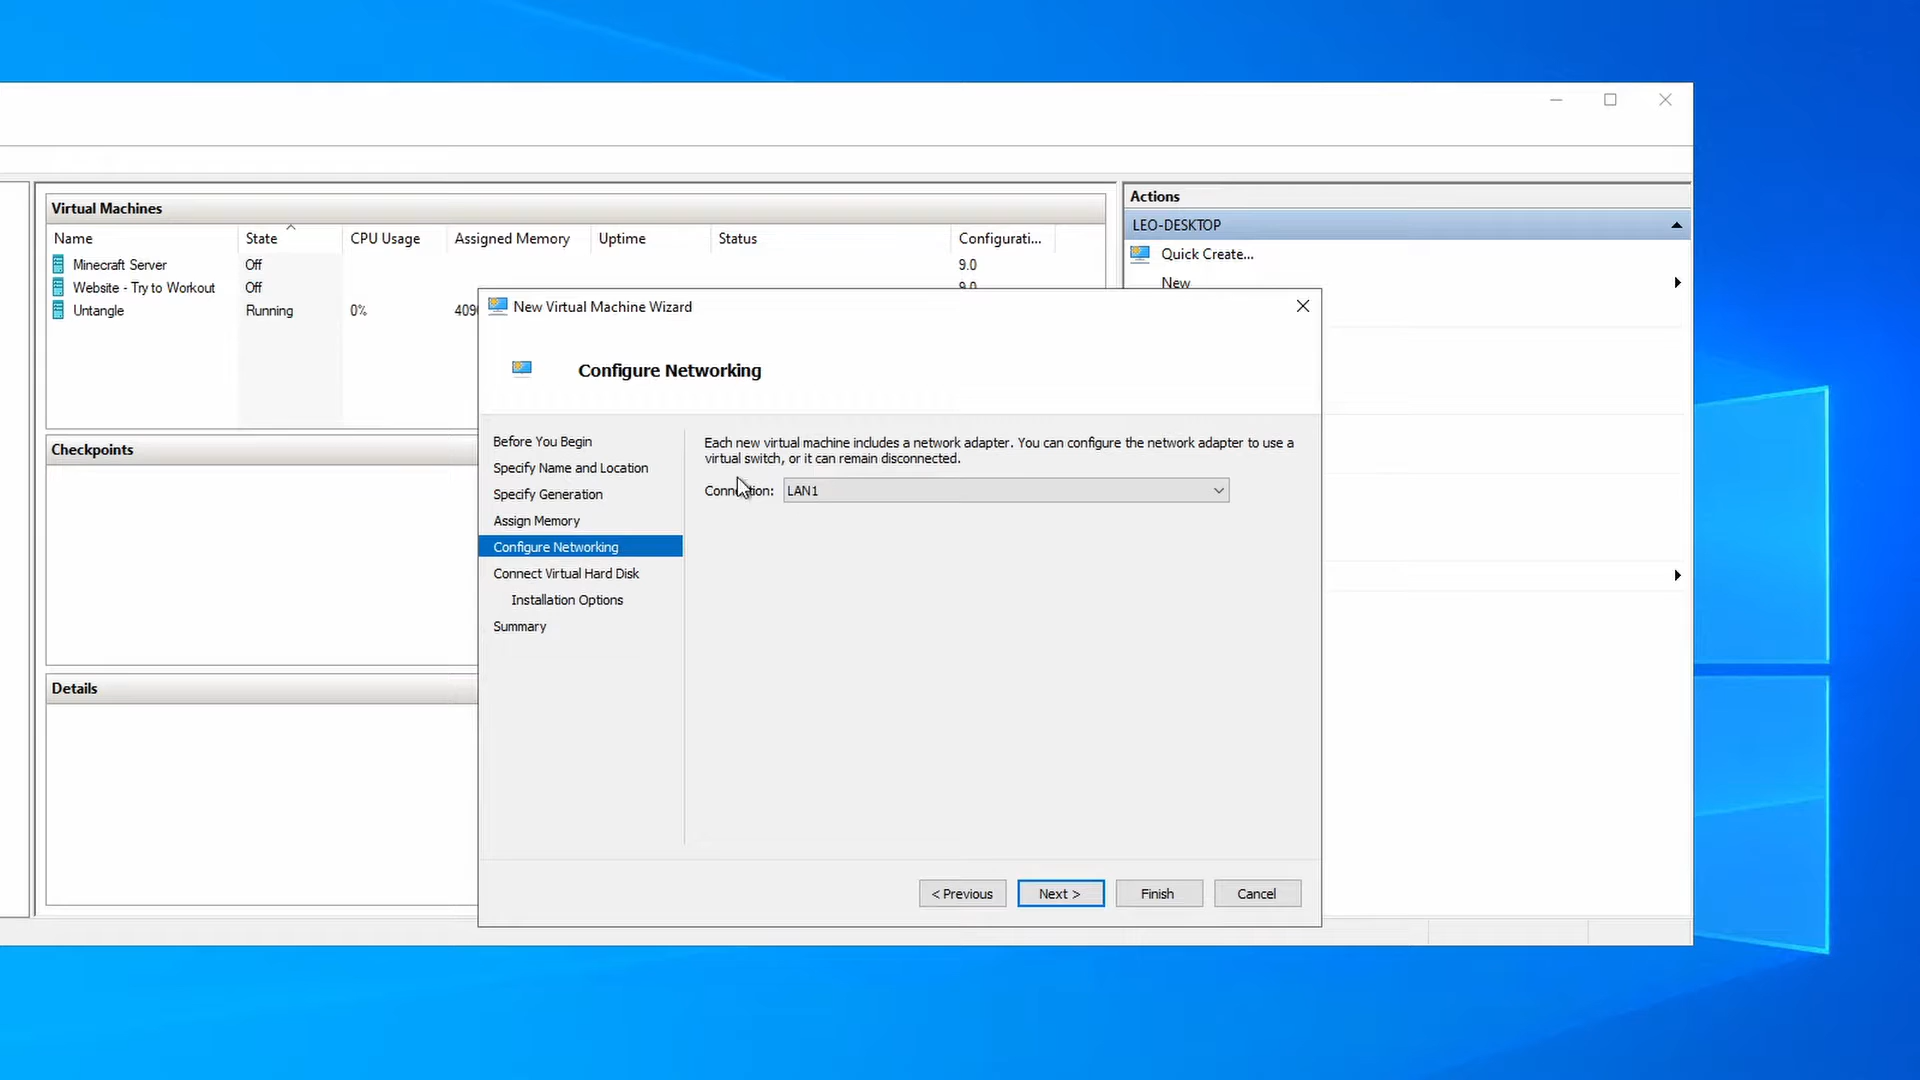 Virtual Machines
Name State CPU Usage Assigned Memory Uptime Status Configurati...
Minecraft Server Off 9.0
Website - Try to Workout Off 9.0
Untangle Running 0% 409
Checkpoints
Details
Actions
LEO-DESKTOP
Quick Create...
New
New Virtual Machine Wizard
Configure Networking
Before You Begin
Specify Name and Location
Specify Generation
Assign Memory
Configure Networking
Connect Virtual Hard Disk
Installation Options
Summary
Each new virtual machine includes a network adapter. You can configure the network adapter to use a
virtual switch, or it can remain disconnected.
Connection: LAN1
< Previous Next > Finish Cancel